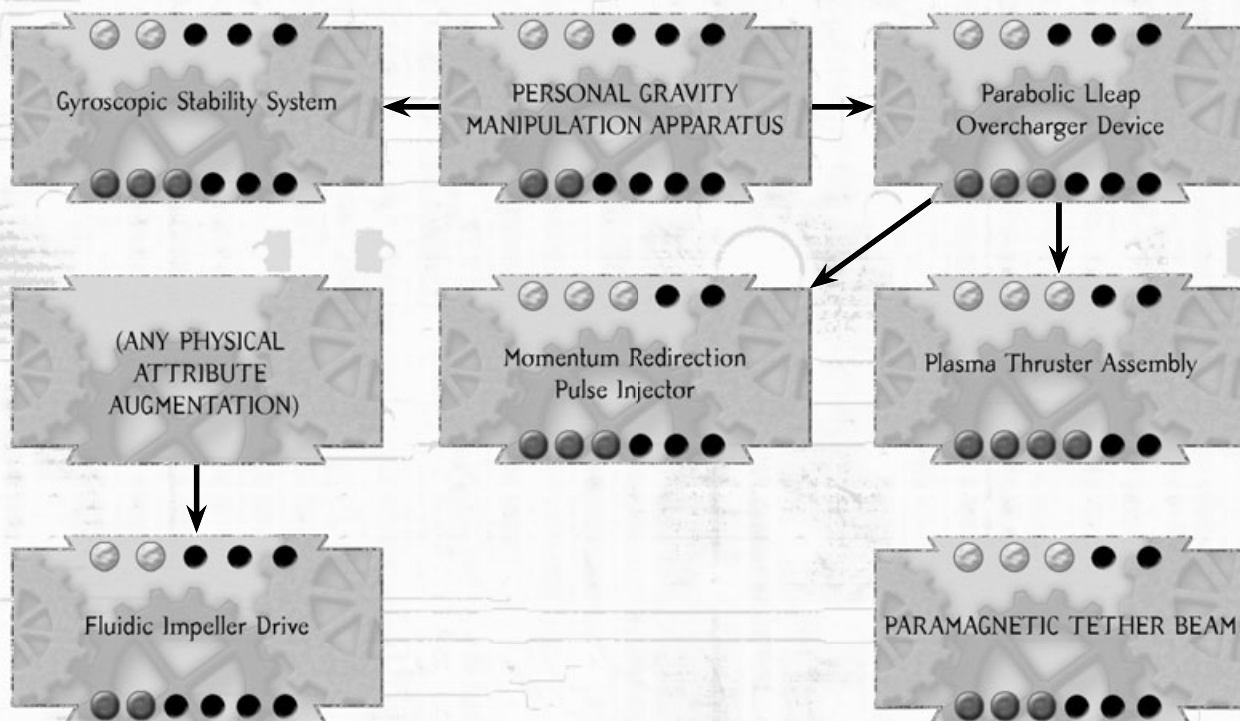 Gyroscopic Stability System
PERSONAL GRAVITY
MANIPULATION APPARATUS
Parabolic Lleap
Overcharger Device
(ANY PHYSICAL
ATTRIBUTE
AUGMENTATION)
Momentum Redirection
Pulse Injector
Plasma Thruster Assembly
Fluidic Impeller Drive
PARAMAGNETIC TETHER BEAM